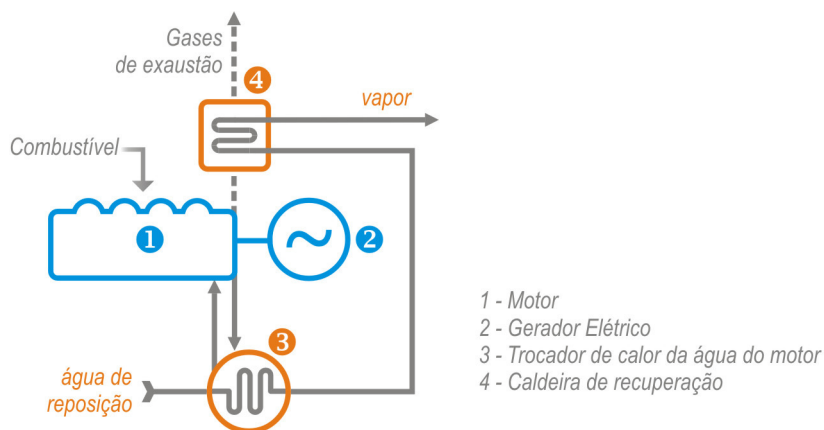 Gases
de exaustão
4
vapor
Combustível
1
2
3
água de
reposição
1 - Motor
2 - Gerador Elétrico
3 - Trocador de calor da água do motor
4 - Caldeira de recuperação